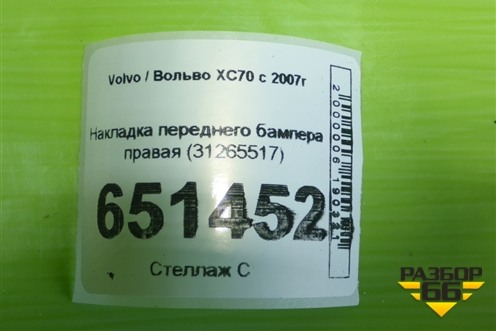 Volvo / Вольво XC70 с 2007г
Накладка переднего бампера
правая (31265517)
651452
Стеллаж С
РАЗБОР
66